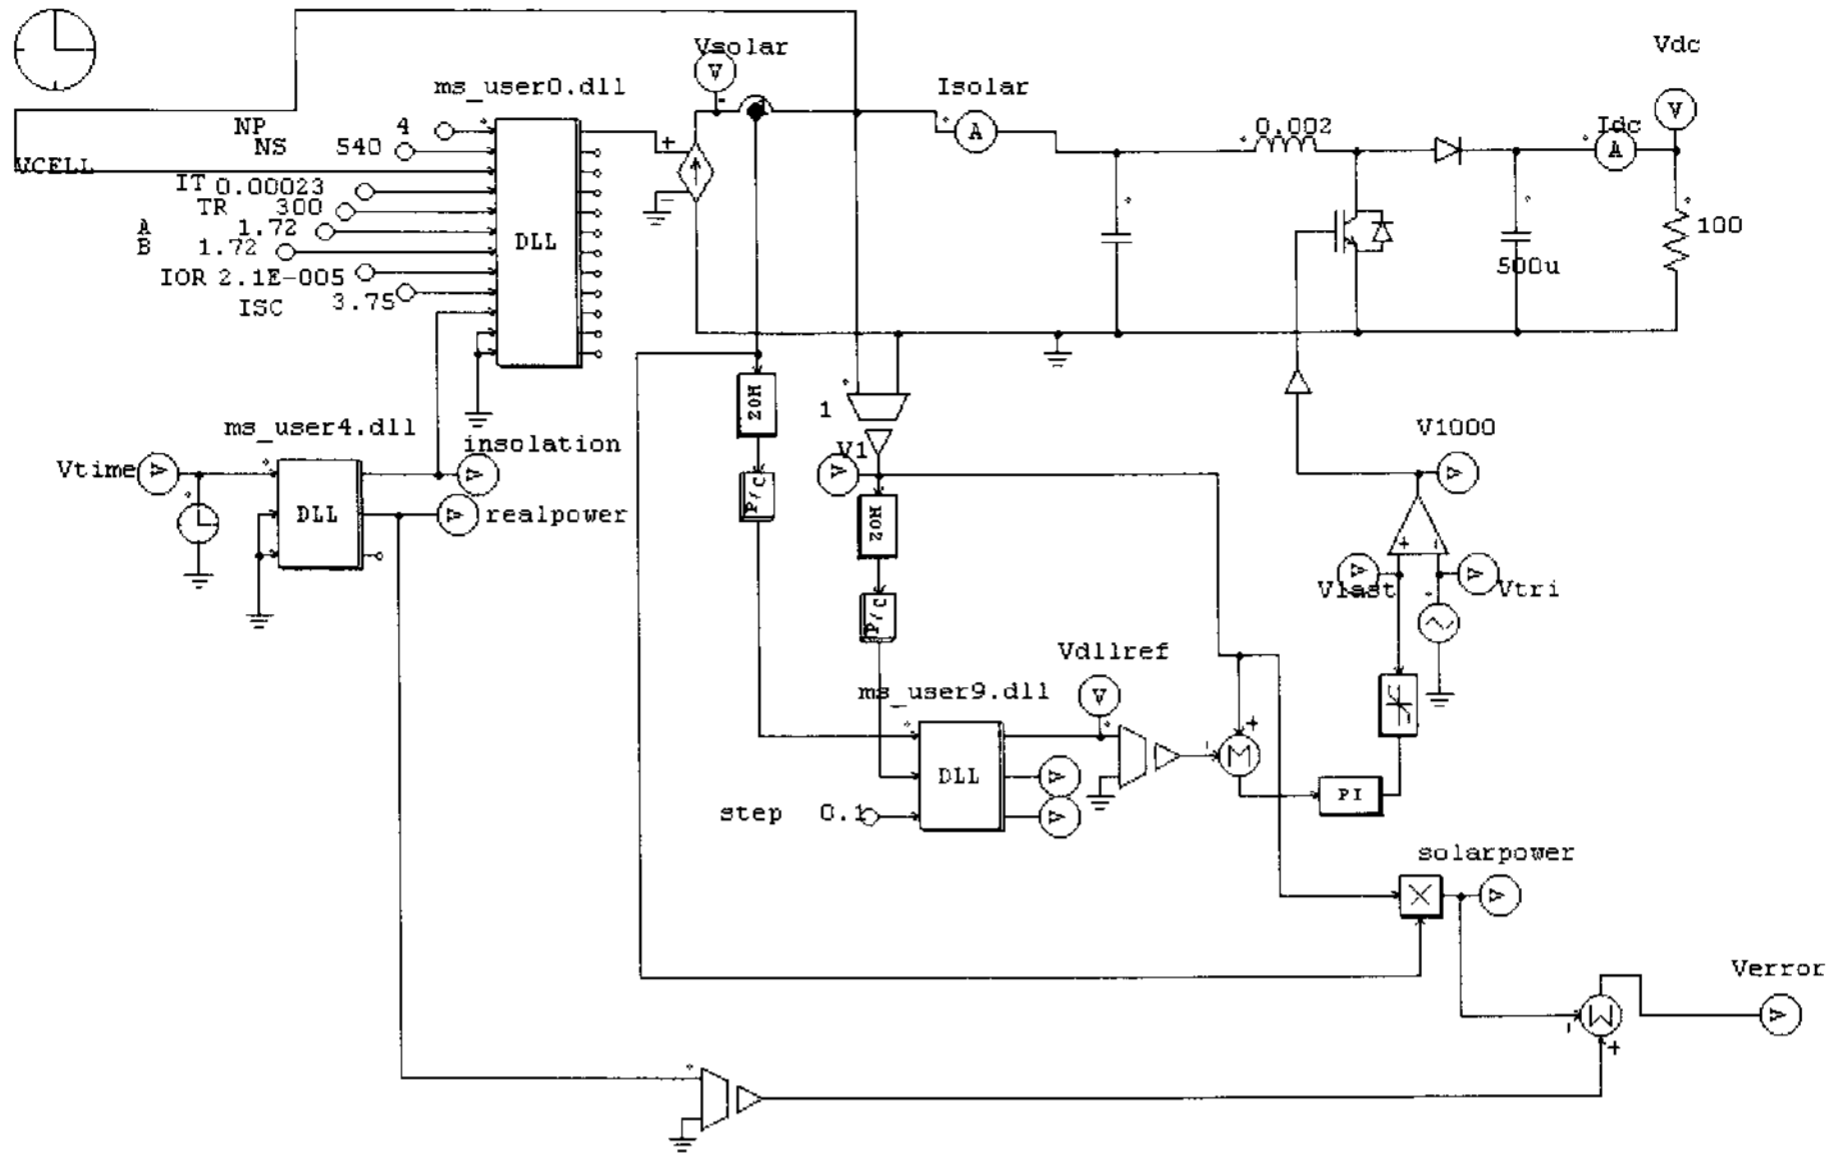 Vsolar
Vdc
ms_user0.dll
Isolar
NP 4
0.002
Idc
NS 540
VCELL
IT 0.00023
TR 300
A 1.72
B 1.72
DLL
100
IOR 2.1E-005
500u
ISC 3.75
ZOH
1
ms_user4.dll
insolation
V1
V1000
Vtime
P/C
DLL
realpower
ZOH
Vlast
Vtri
P/C
Vdllref
ms_user9.dll
DLL
PI
step 0.1
solarpower
Verror
V
A
V
A
V
V
V
V
V
V
V
V
V
V
V
V
V